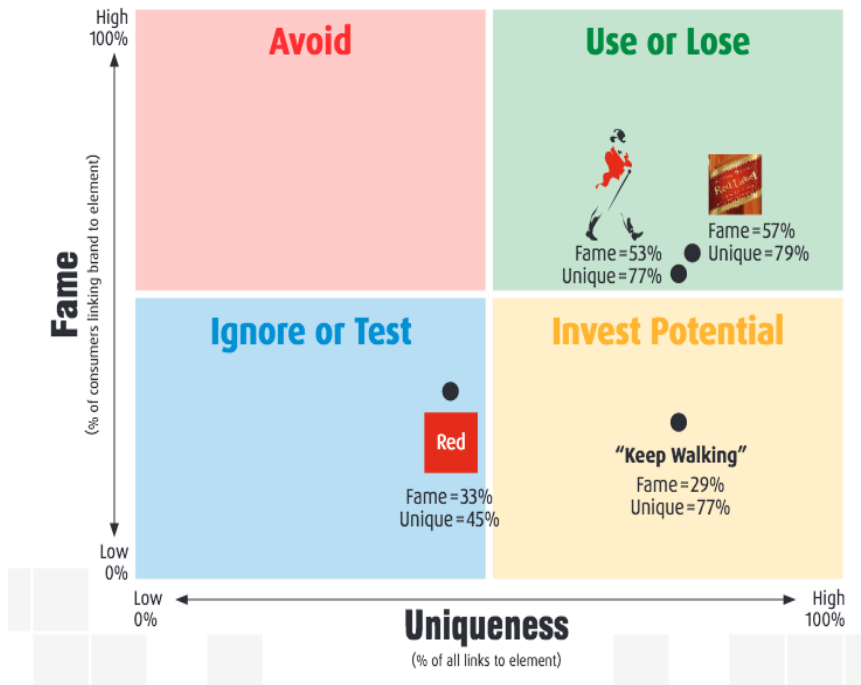 High
100%
Avoid
Use or Lose
Red Label
Fame=53%
Unique=77%
Fame=57%
Unique=79%
Fame
(% of consumers linking brand to element)
Ignore or Test
Invest Potential
Red
Fame=33%
Unique=45%
“Keep Walking”
Fame=29%
Unique=77%
Low
0%
Low
0%
High
100%
Uniqueness
(% of all links to element)